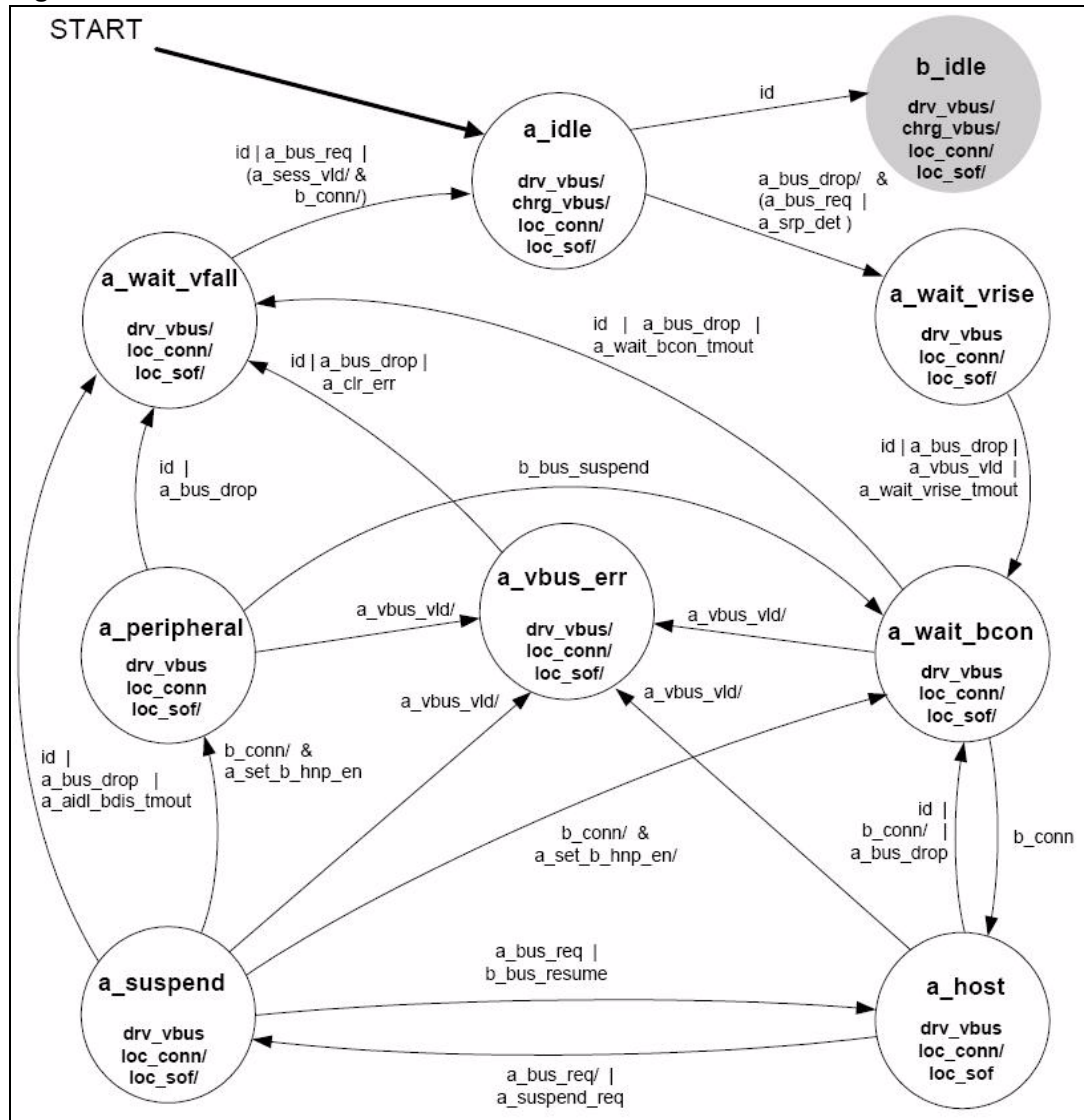 START
b_idle
drv_vbus/
chrg_vbus/
loc_conn/
loc_sof/
id
a_idle
drv_vbus/
chrg_vbus/
loc_conn/
loc_sof/
id | a_bus_req |
(a_sess_vld/ &
b_conn/)
a_bus_drop/ &
(a_bus_req |
a_srp_det )
a_wait_vfall
drv_vbus/
loc_conn/
loc_sof/
a_wait_vrise
drv_vbus
loc_conn/
loc_sof/
id | a_bus_drop |
a_wait_bcon_tmout
id | a_bus_drop |
a_clr_err
id | a_bus_drop |
a_vbus_vld |
a_wait_vrise_tmout
id |
a_bus_drop
b_bus_suspend
a_vbus_err
drv_vbus/
loc_conn/
loc_sof/
a_peripheral
drv_vbus
loc_conn
loc_sof/
a_vbus_vld/
a_vbus_vld/
a_wait_bcon
drv_vbus
loc_conn/
loc_sof/
a_vbus_vld/
a_vbus_vld/
id |
a_bus_drop |
a_aidl_bdis_tmout
b_conn/ &
a_set_b_hnp_en
b_conn/ &
a_set_b_hnp_en/
id |
b_conn/ |
a_bus_drop
b_conn
a_suspend
drv_vbus
loc_conn/
loc_sof/
a_bus_req |
b_bus_resume
a_host
drv_vbus
loc_conn/
loc_sof
a_bus_req/ |
a_suspend_req